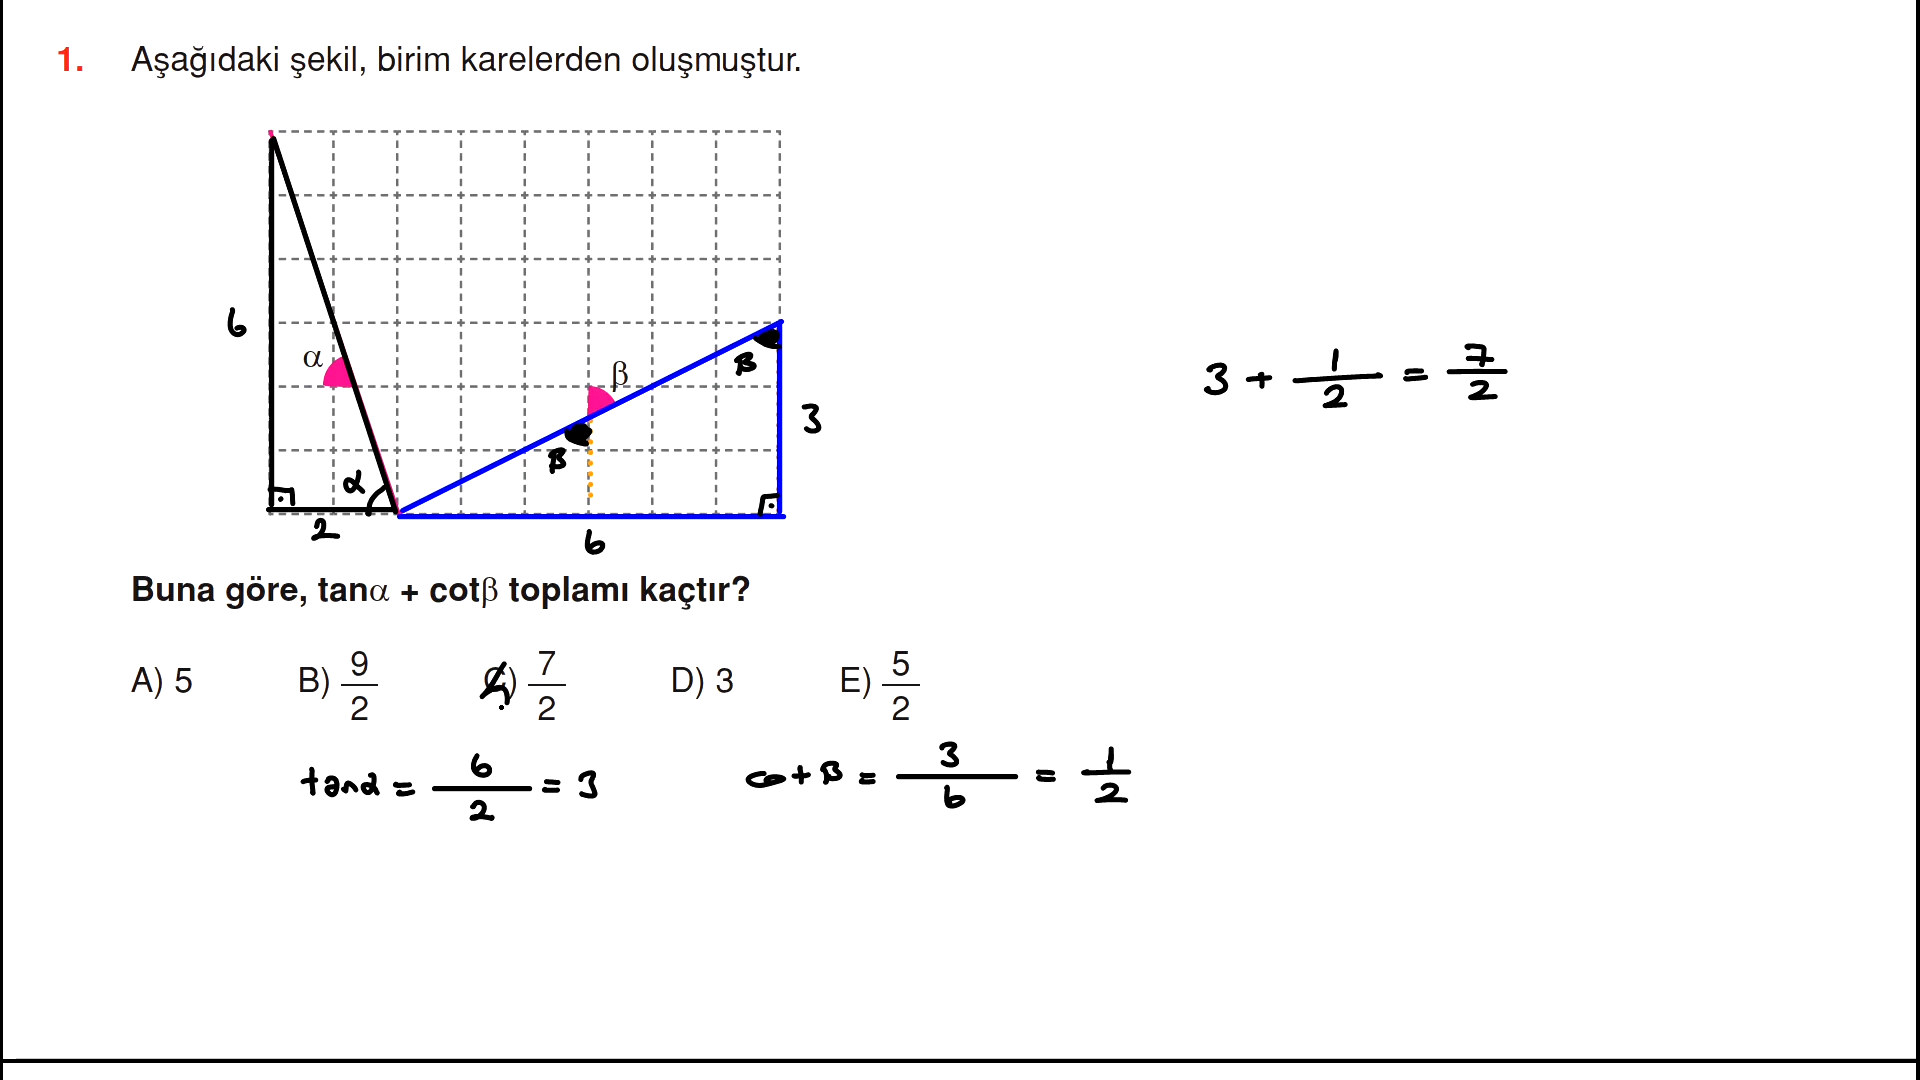 1. Aşağıdaki şekil, birim karelerden oluşmuştur.
6
α
β
β
β
3
α
2
6
3 + 1/2 = 7/2
Buna göre, tanα + cotβ toplamı kaçtır?
A) 5 B) 9/2 C) 7/2 D) 3 E) 5/2
tanα = 6/2 = 3 cotβ = 3/6 = 1/2